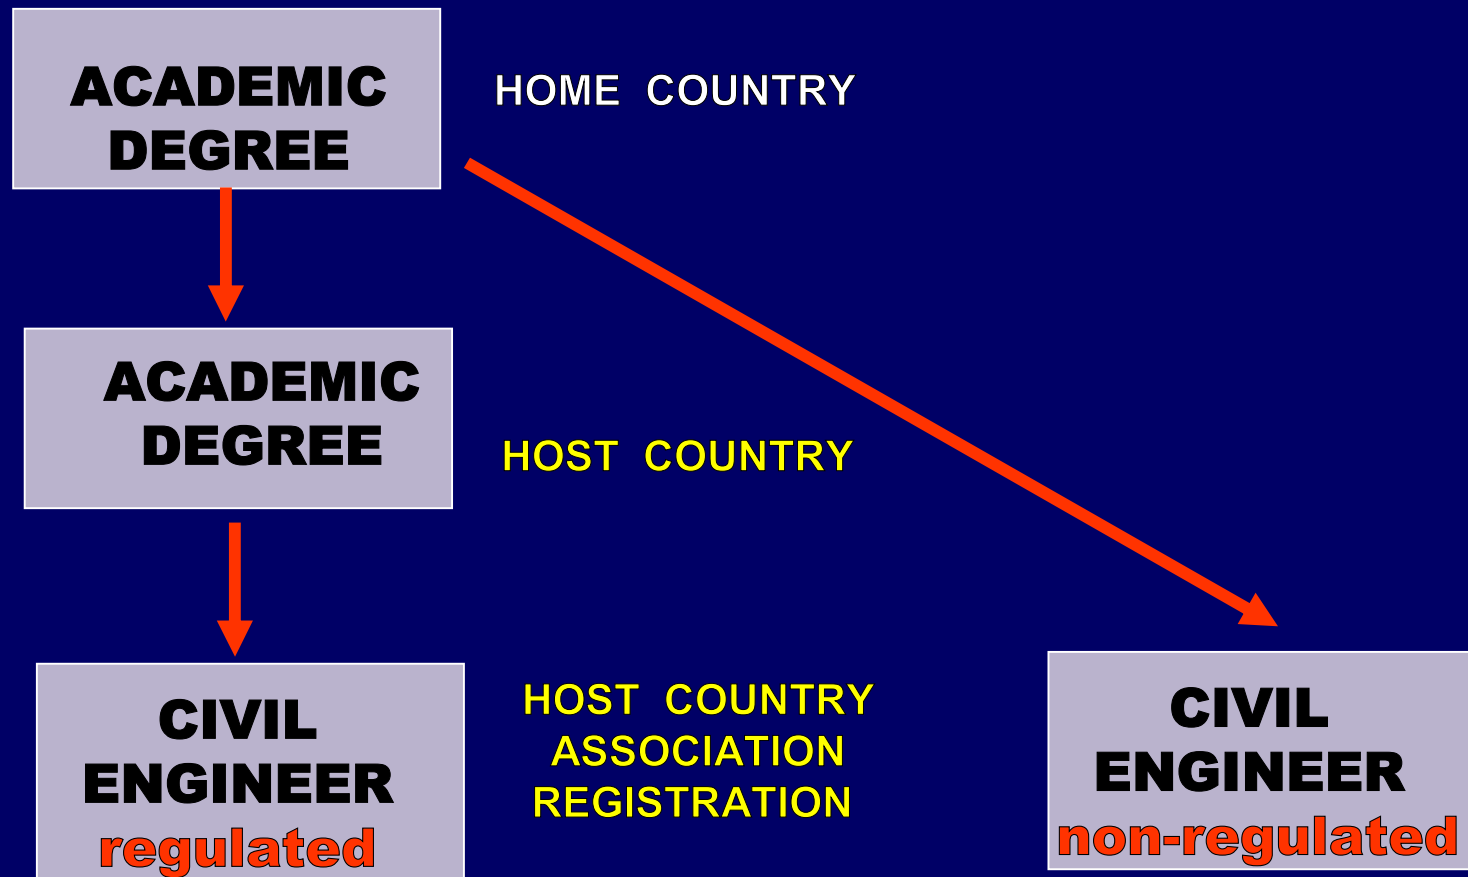 ACADEMIC
DEGREE
HOME COUNTRY
ACADEMIC
DEGREE
HOST COUNTRY
CIVIL
ENGINEER
regulated
HOST COUNTRY
ASSOCIATION
REGISTRATION
CIVIL
ENGINEER
non-regulated